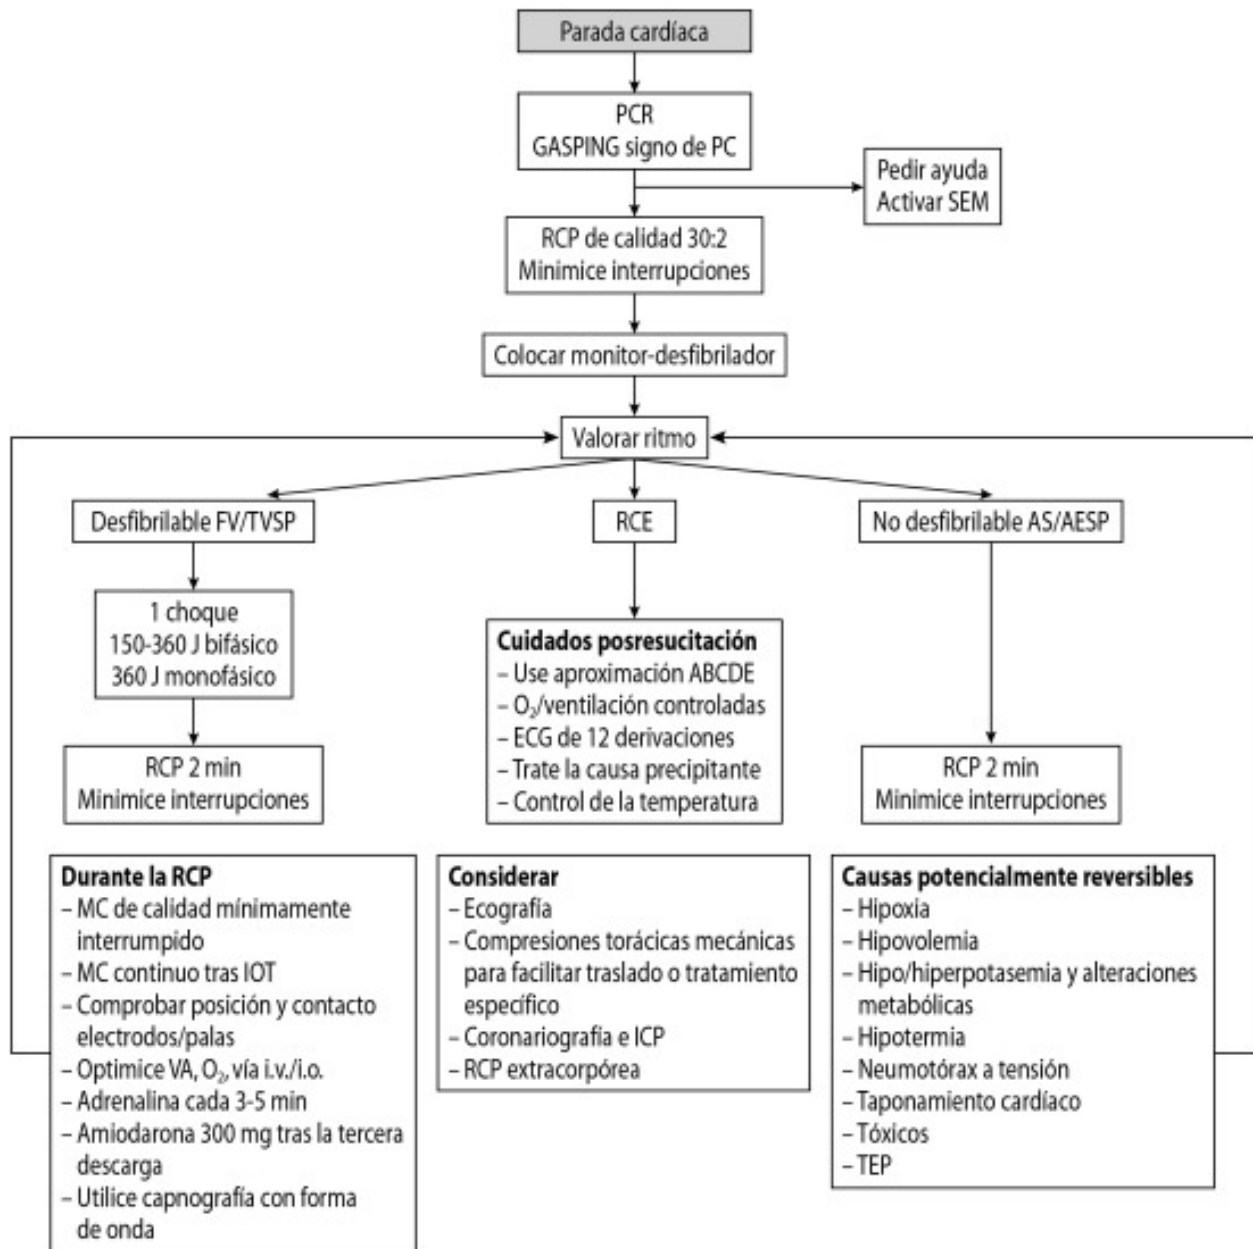 Parada cardíaca
PCR
GASPING signo de PC
Pedir ayuda
Activar SEM
RCP de calidad 30:2
Minimice interrupciones
Colocar monitor-desfibrilador
Valorar ritmo
Desfibrilable FV/TVSP
RCE
No desfibrilable AS/AESP
1 choque
150-360 J bifásico
360 J monofásico
Cuidados posresucitación
– Use aproximación ABCDE
– O₂/ventilación controladas
– ECG de 12 derivaciones
– Trate la causa precipitante
– Control de la temperatura
RCP 2 min
Minimice interrupciones
RCP 2 min
Minimice interrupciones
Durante la RCP
– MC de calidad mínimamente
interrumpido
– MC continuo tras IOT
– Comprobar posición y contacto
electrodos/palas
– Optimice VA, O₂, vía i.v./i.o.
– Adrenalina cada 3-5 min
– Amiodarona 300 mg tras la tercera
descarga
– Utilice capnografía con forma
de onda
Considerar
– Ecografía
– Compresiones torácicas mecánicas
para facilitar traslado o tratamiento
específico
– Coronariografía e ICP
– RCP extracorpórea
Causas potencialmente reversibles
– Hipoxia
– Hipovolemia
– Hipo/hiperpotasemia y alteraciones
metabólicas
– Hipotermia
– Neumotórax a tensión
– Taponamiento cardíaco
– Tóxicos
– TEP